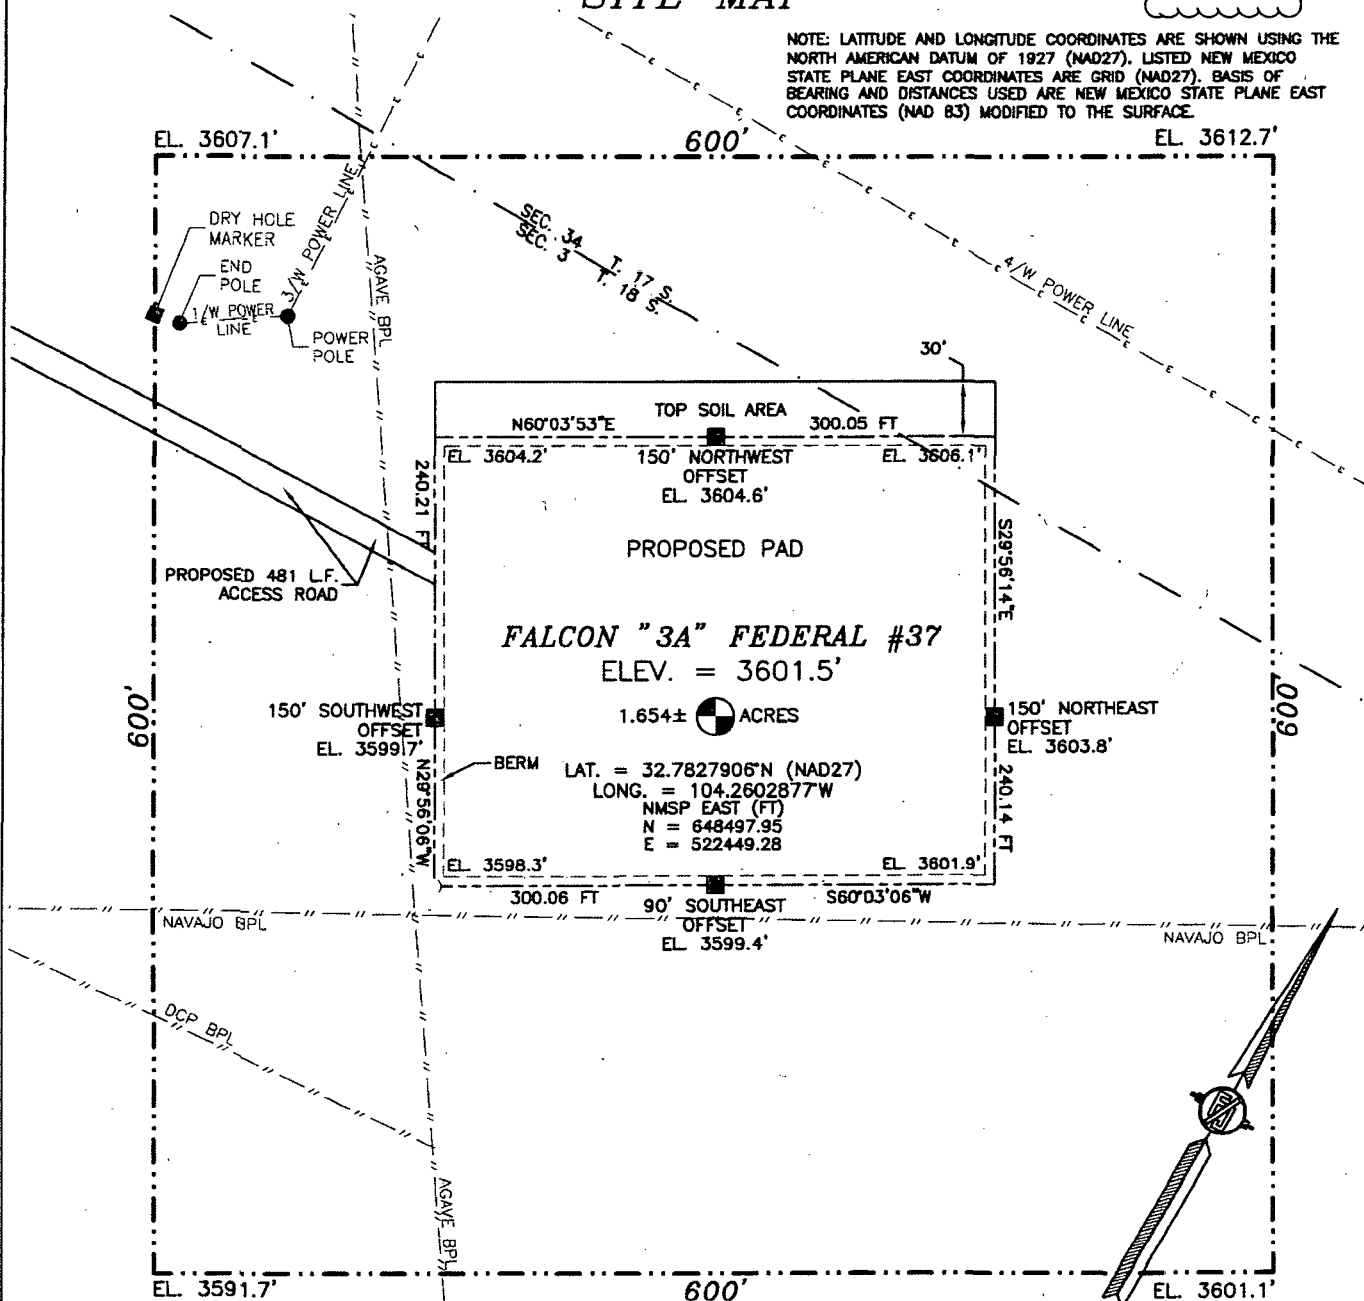 SITE MAP
NOTE: LATITUDE AND LONGITUDE COORDINATES ARE SHOWN USING THE
NORTH AMERICAN DATUM OF 1927 (NAD27). LISTED NEW MEXICO
STATE PLANE EAST COORDINATES ARE GRID (NAD27). BASIS OF
BEARING AND DISTANCES USED ARE NEW MEXICO STATE PLANE EAST
COORDINATES (NAD 83) MODIFIED TO THE SURFACE.
EL. 3607.1'
600'
EL. 3612.7'
DRY HOLE
MARKER
END
POLE
1/W POWER
LINE
3/W POWER LINE
POWER
POLE
AGAVE BPL
SEC. 34 T. 17 S.
SEC. 3 T. 18 S.
4/W POWER LINE
30'
TOP SOIL AREA
N60°03'53"E
300.05 FT
EL. 3604.2'
150' NORTHWEST
OFFSET
EL. 3604.6'
EL. 3606.1'
240.21 FT
PROPOSED PAD
S29°56'14"E
PROPOSED 481 L.F.
ACCESS ROAD
FALCON "3A" FEDERAL #37
ELEV. = 3601.5'
1.654± ACRES
600'
150' SOUTHWEST
OFFSET
EL. 3599.7'
150' NORTHEAST
OFFSET
EL. 3603.8'
600'
BERM
N29°56'06"W
LAT. = 32.7827906°N (NAD27)
LONG. = 104.2602877°W
NMSP EAST (FT)
N = 648497.95
E = 522449.28
240.14 FT
EL. 3598.3'
EL. 3601.9'
300.06 FT
90' SOUTHEAST
OFFSET
EL. 3599.4'
S60°03'06"W
NAVAJO BPL
NAVAJO BPL
DCP BPL
AGAVE BPL
EL. 3591.7'
600'
EL. 3601.1'